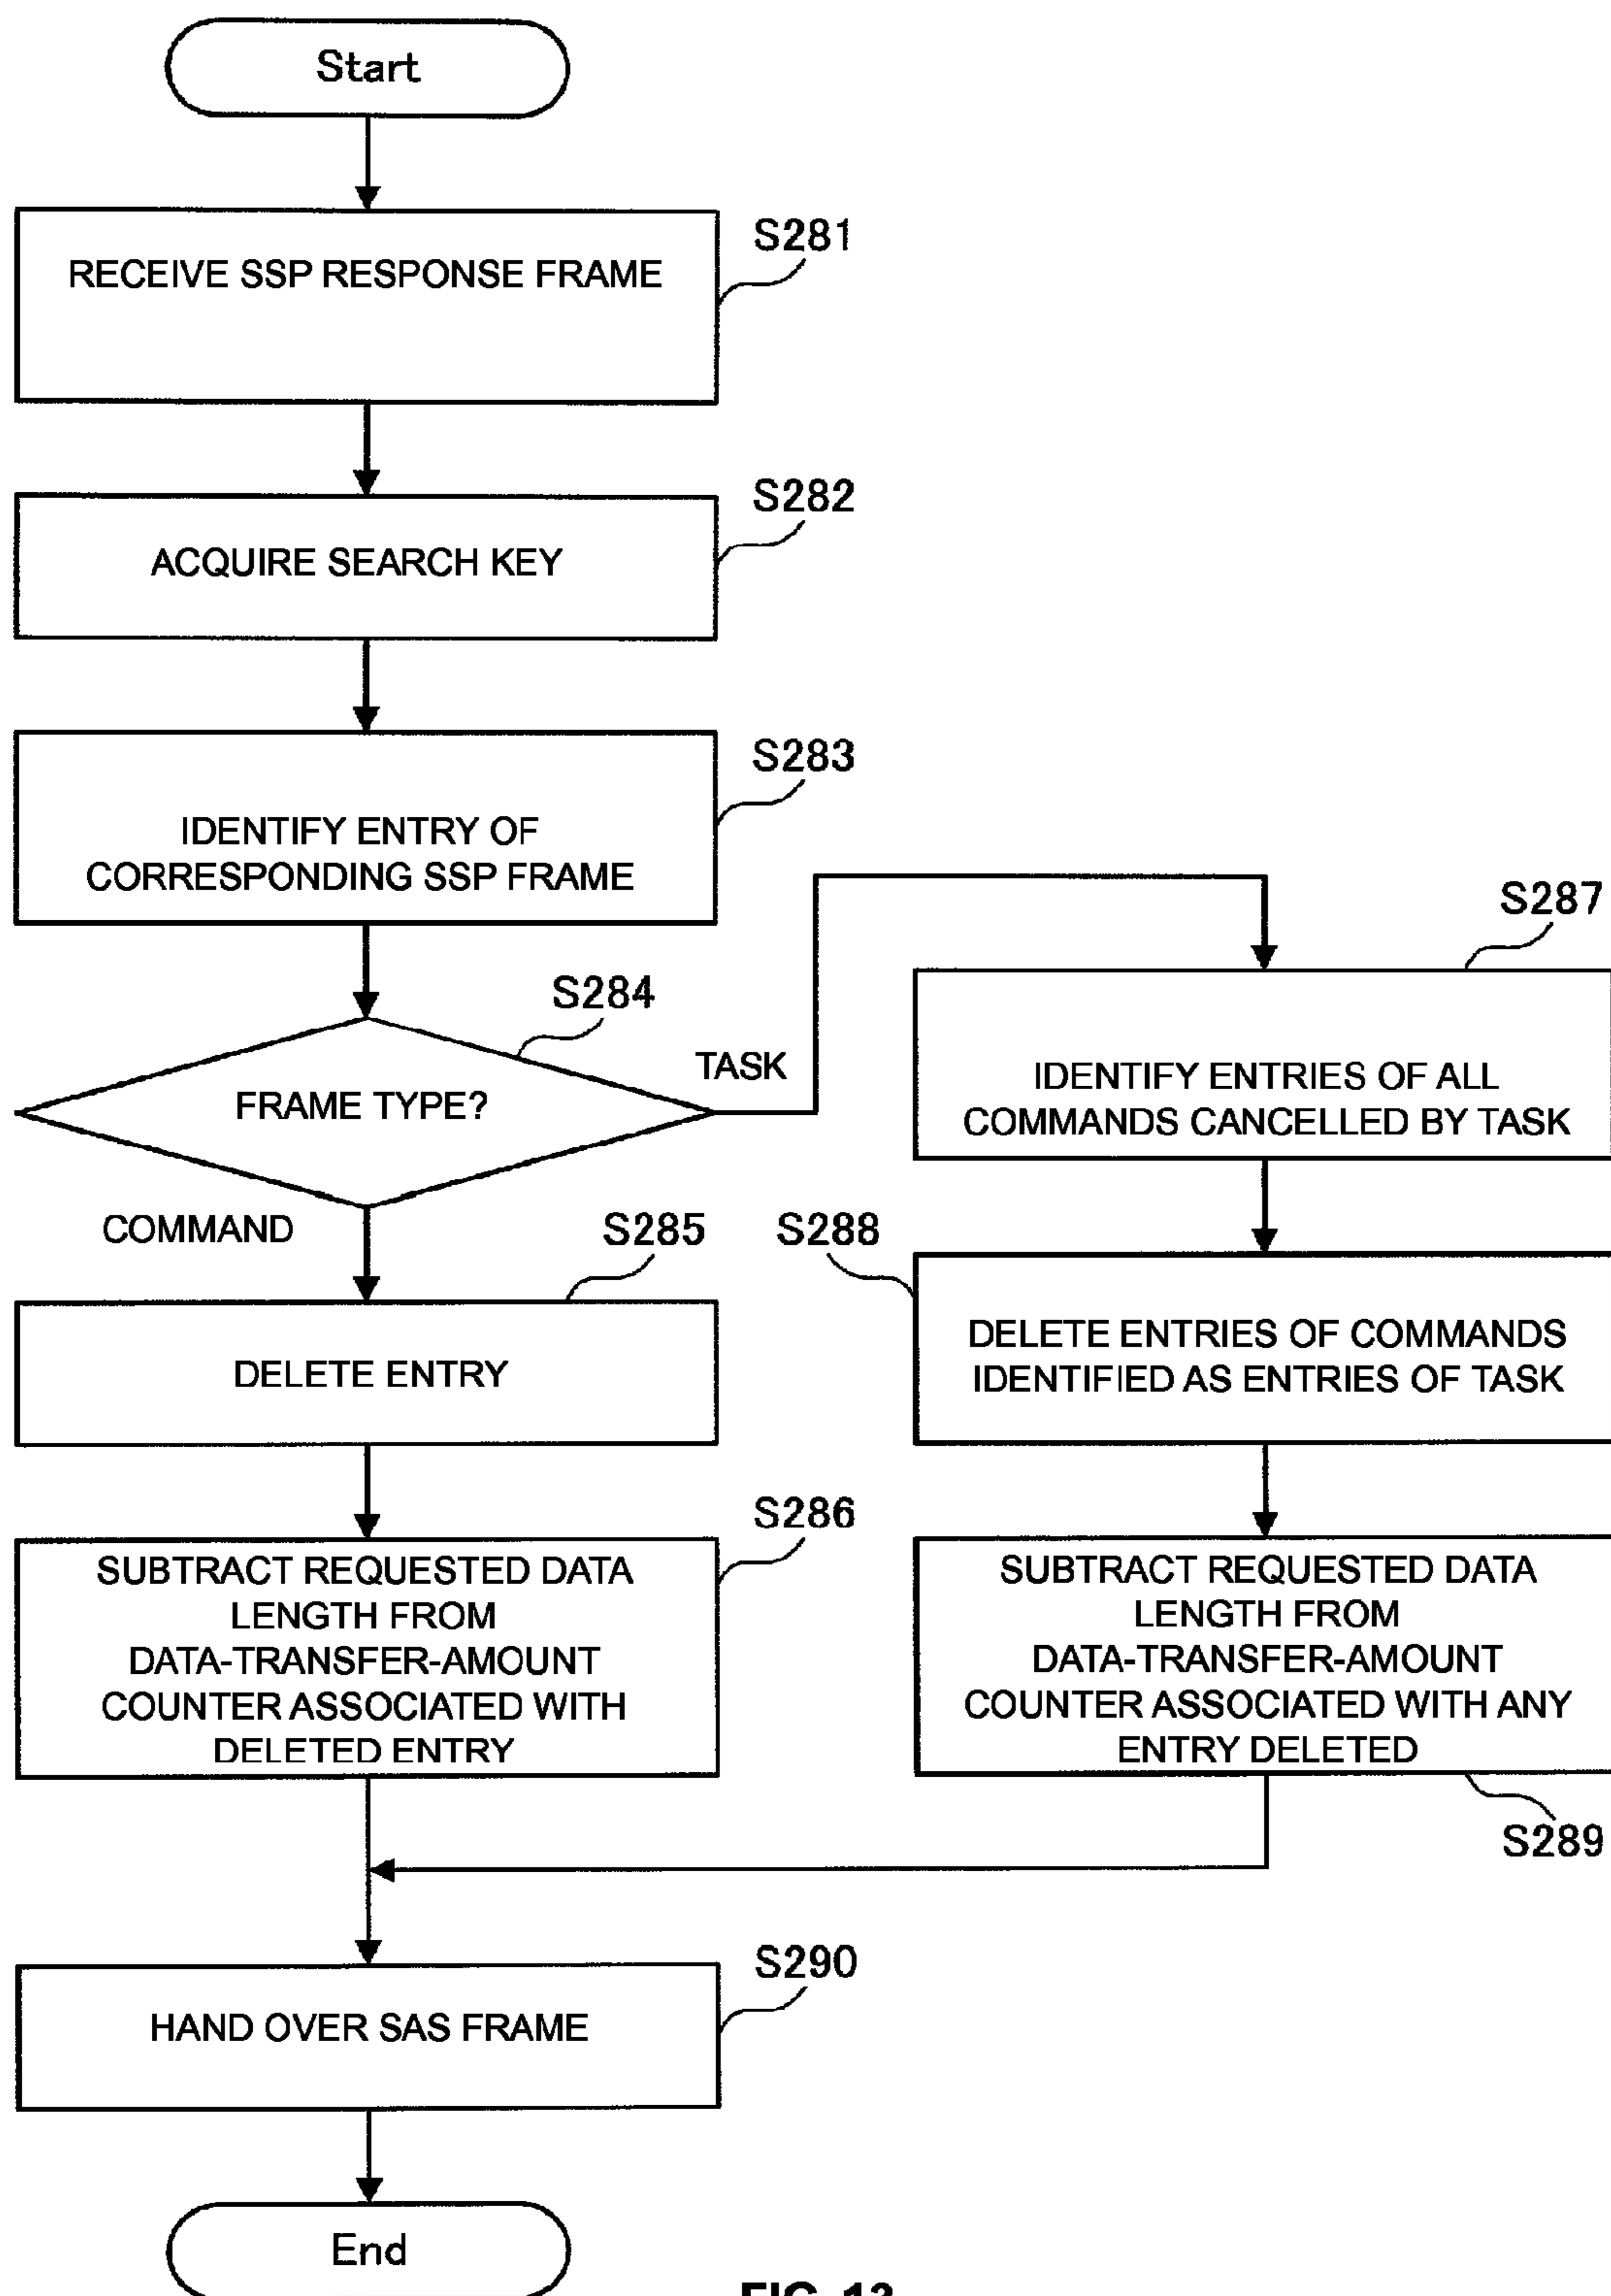 Start
S281
RECEIVE SSP RESPONSE FRAME
S282
ACQUIRE SEARCH KEY
S283
IDENTIFY ENTRY OF
CORRESPONDING SSP FRAME
S284
FRAME TYPE?
TASK
COMMAND
S287
IDENTIFY ENTRIES OF ALL
COMMANDS CANCELLED BY TASK
S285
DELETE ENTRY
S288
DELETE ENTRIES OF COMMANDS
IDENTIFIED AS ENTRIES OF TASK
S286
SUBTRACT REQUESTED DATA
LENGTH FROM
DATA-TRANSFER-AMOUNT
COUNTER ASSOCIATED WITH
DELETED ENTRY
SUBTRACT REQUESTED DATA
LENGTH FROM
DATA-TRANSFER-AMOUNT
COUNTER ASSOCIATED WITH ANY
ENTRY DELETED
S289
S290
HAND OVER SAS FRAME
End
FIG. 13